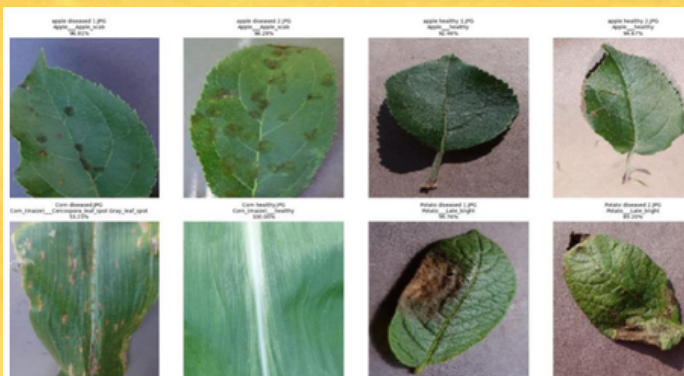 apple diseased 1.JPG
Apple___Apple_scab
apple diseased 2.JPG
Apple___Apple_scab
apple healthy 1.JPG
Apple___healthy
apple healthy 2.JPG
Apple___healthy
Corn diseased.JPG
Corn_(maize)___Cercospora_leaf_spot Gray_leaf_spot
Corn healthy.JPG
Corn_(maize)___healthy
100.00%
Potato diseased 1.JPG
Potato___Late_blight
Potato diseased 2.JPG
Potato___Late_blight